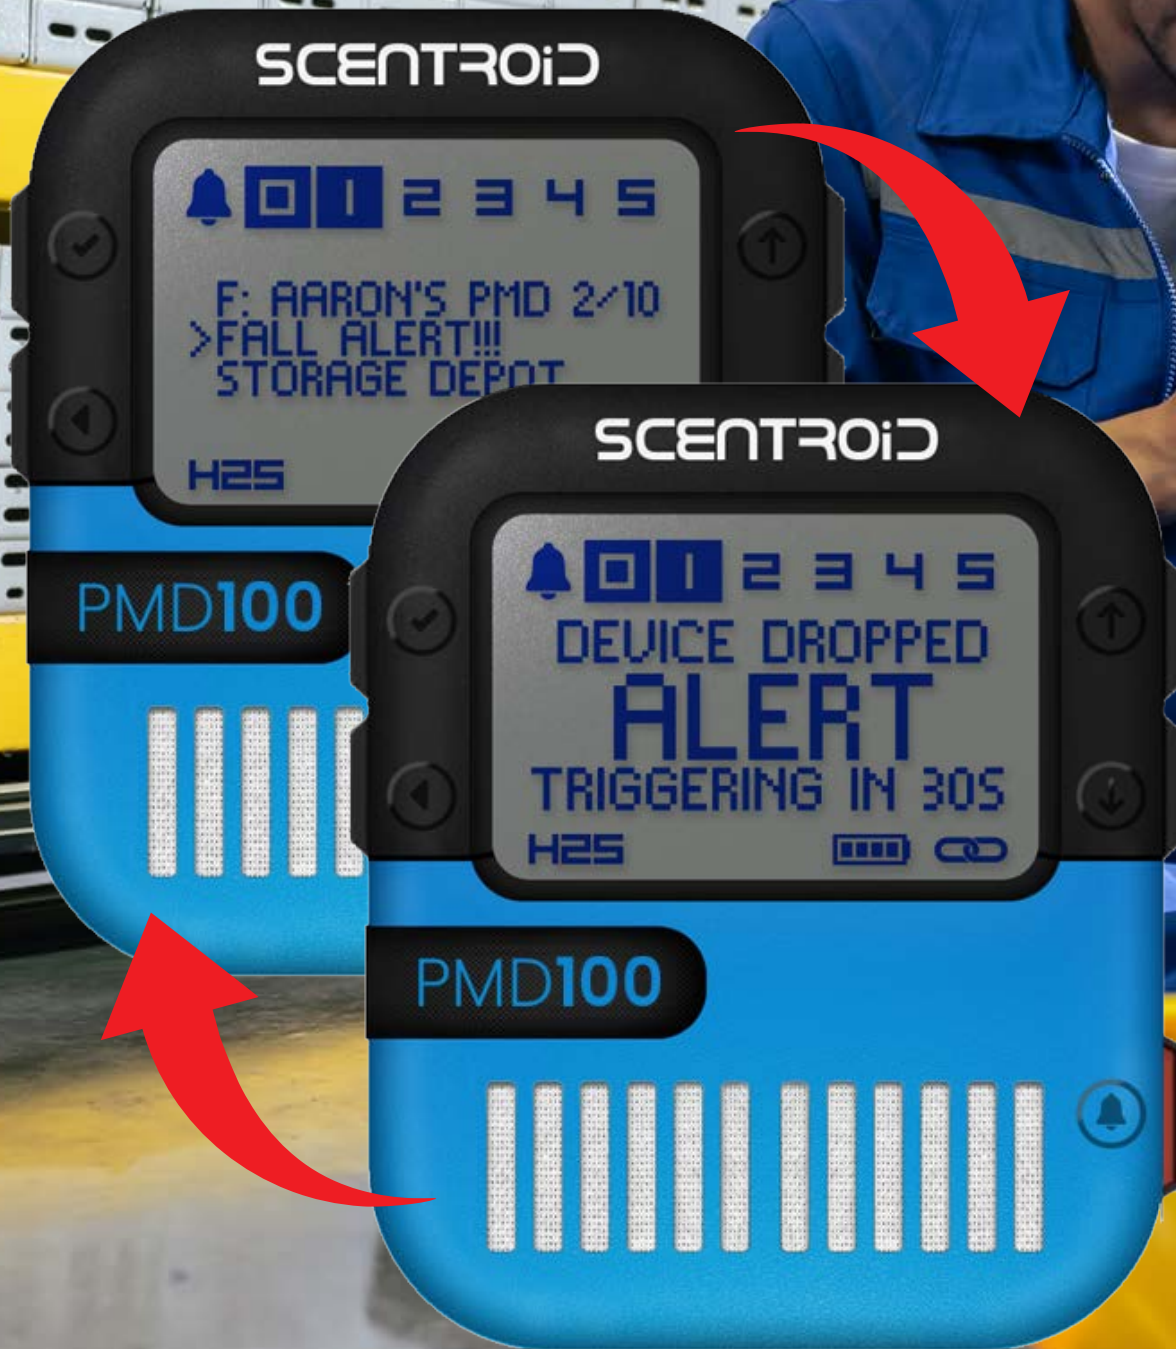 SCENTROiD
0 1 2 3 4 5
F: AARON'S PMD 2/10
>FALL ALERT!!!
STORAGE DEPOT
H2S
PMD100
SCENTROiD
0 1 2 3 4 5
DEVICE DROPPED
ALERT
TRIGGERING IN 30S
H2S
PMD100